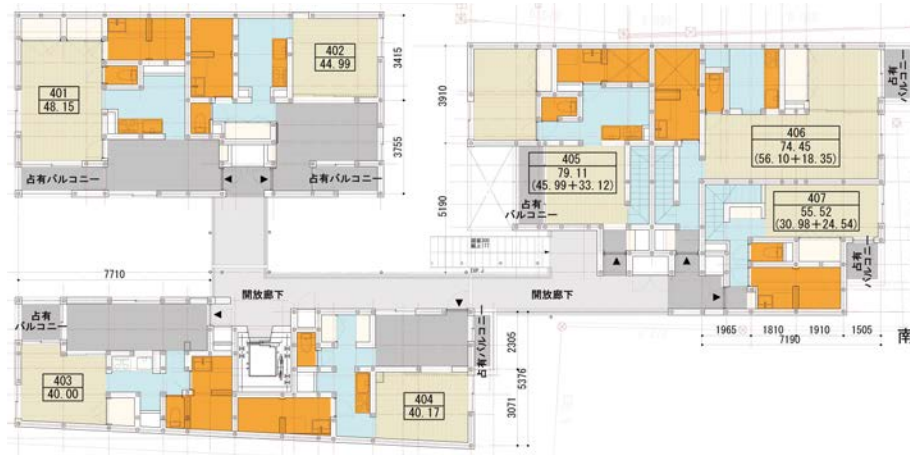 402
44.99
401
48.15
3415
3755
占有バルコニー
占有バルコニー
3910
5190
占有
バルコニー
405
79.11
(45.99+33.12)
406
74.45
(56.10+18.35)
407
55.52
(30.98+24.54)
占有
バルコニー
占有
バルコニー
7710
開放廊下
開放廊下
EXP.J
1965
1810
1910
1505
7190
南
占有
バルコニー
403
40.00
404
40.17
占有バルコニー
2305
5376
3071